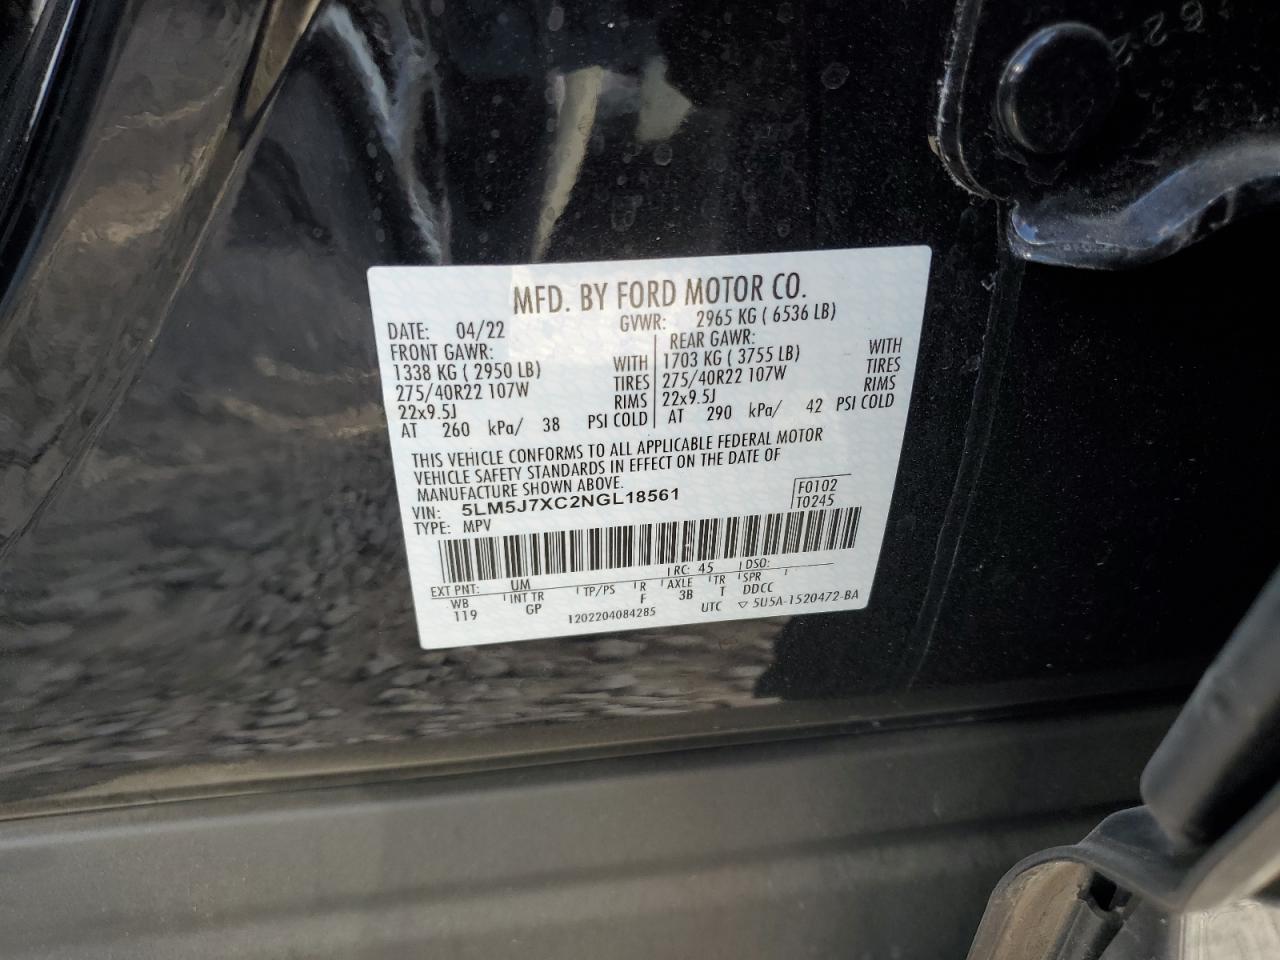 MFD. BY FORD MOTOR CO.
DATE: 04/22 GVWR: 2965 KG ( 6536 LB)
FRONT GAWR: REAR GAWR:
1338 KG ( 2950 LB) WITH 1703 KG ( 3755 LB) WITH
275/40R22 107W TIRES 275/40R22 107W TIRES
22x9.5J RIMS 22x9.5J RIMS
AT 260 kPa/ 38 PSI COLD AT 290 kPa/ 42 PSI COLD
THIS VEHICLE CONFORMS TO ALL APPLICABLE FEDERAL MOTOR
VEHICLE SAFETY STANDARDS IN EFFECT ON THE DATE OF
MANUFACTURE SHOWN ABOVE.
VIN: 5LM5J7XC2NGL18561 F0102
TYPE: MPV T0245
EXT PNT: UM RC: 45 DSO:
WB INT TR TP/PS R AXLE TR SPR
119 GP F 3B T DDCC
1202204084285 UTC ▽ 5U5A-1520472-BA